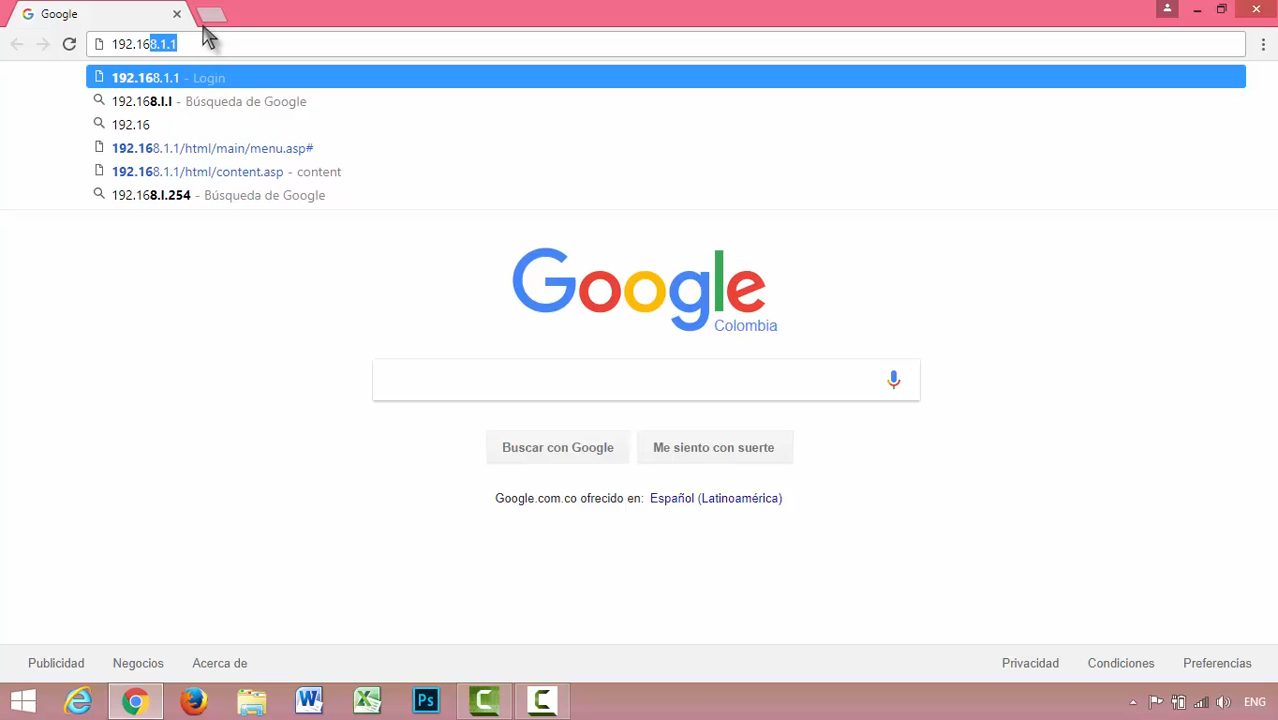 Google
192.168.1.1
192.168.1.1 - Login
192.168.l.l - Búsqueda de Google
192.16
192.168.1.1/html/main/menu.asp#
192.168.1.1/html/content.asp - content
192.168.l.254 - Búsqueda de Google
Google
Colombia
Buscar con Google
Me siento con suerte
Google.com.co ofrecido en: Español (Latinoamérica)
Publicidad Negocios Acerca de Privacidad Condiciones Preferencias
W X Ps C C ENG